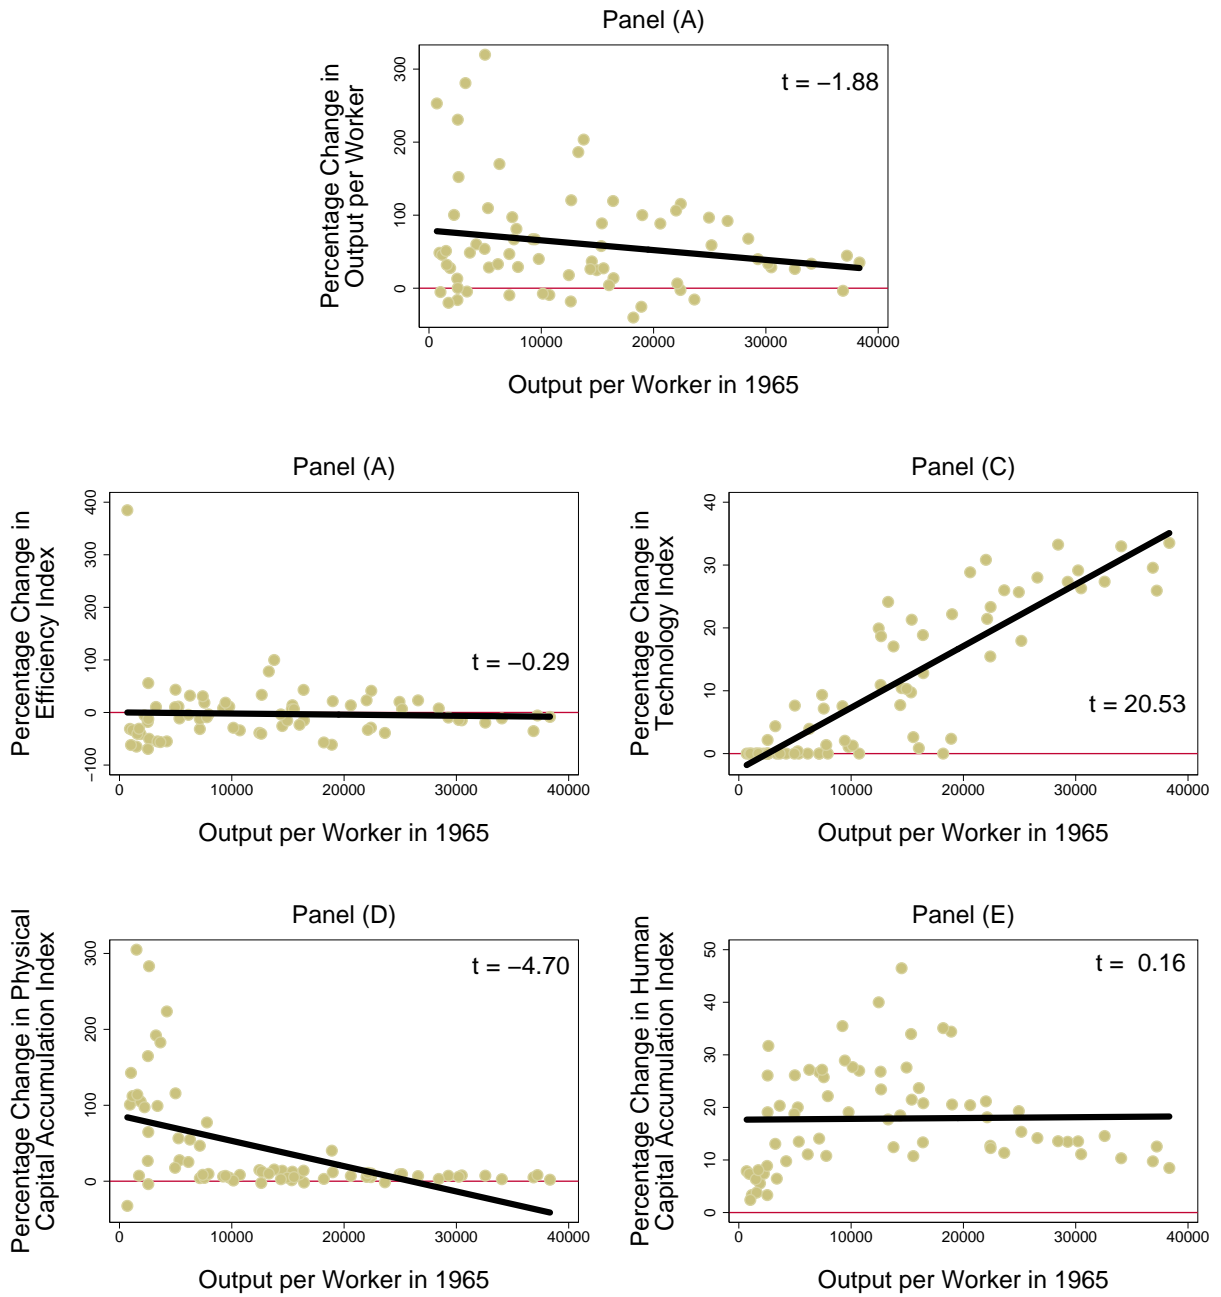 Panel (A)
Percentage Change in
Output per Worker
t = −1.88
0 100 200 300
0 10000 20000 30000 40000
Output per Worker in 1965
Panel (A)
Percentage Change in
Efficiency Index
t = −0.29
−100 0 100 200 300 400
0 10000 20000 30000 40000
Output per Worker in 1965
Panel (C)
Percentage Change in
Technology Index
t = 20.53
0 10 20 30 40
0 10000 20000 30000 40000
Output per Worker in 1965
Panel (D)
Percentage Change in Physical
Capital Accumulation Index
t = −4.70
0 100 200 300
0 10000 20000 30000 40000
Output per Worker in 1965
Panel (E)
Percentage Change in Human
Capital Accumulation Index
t = 0.16
0 10 20 30 40 50
0 10000 20000 30000 40000
Output per Worker in 1965